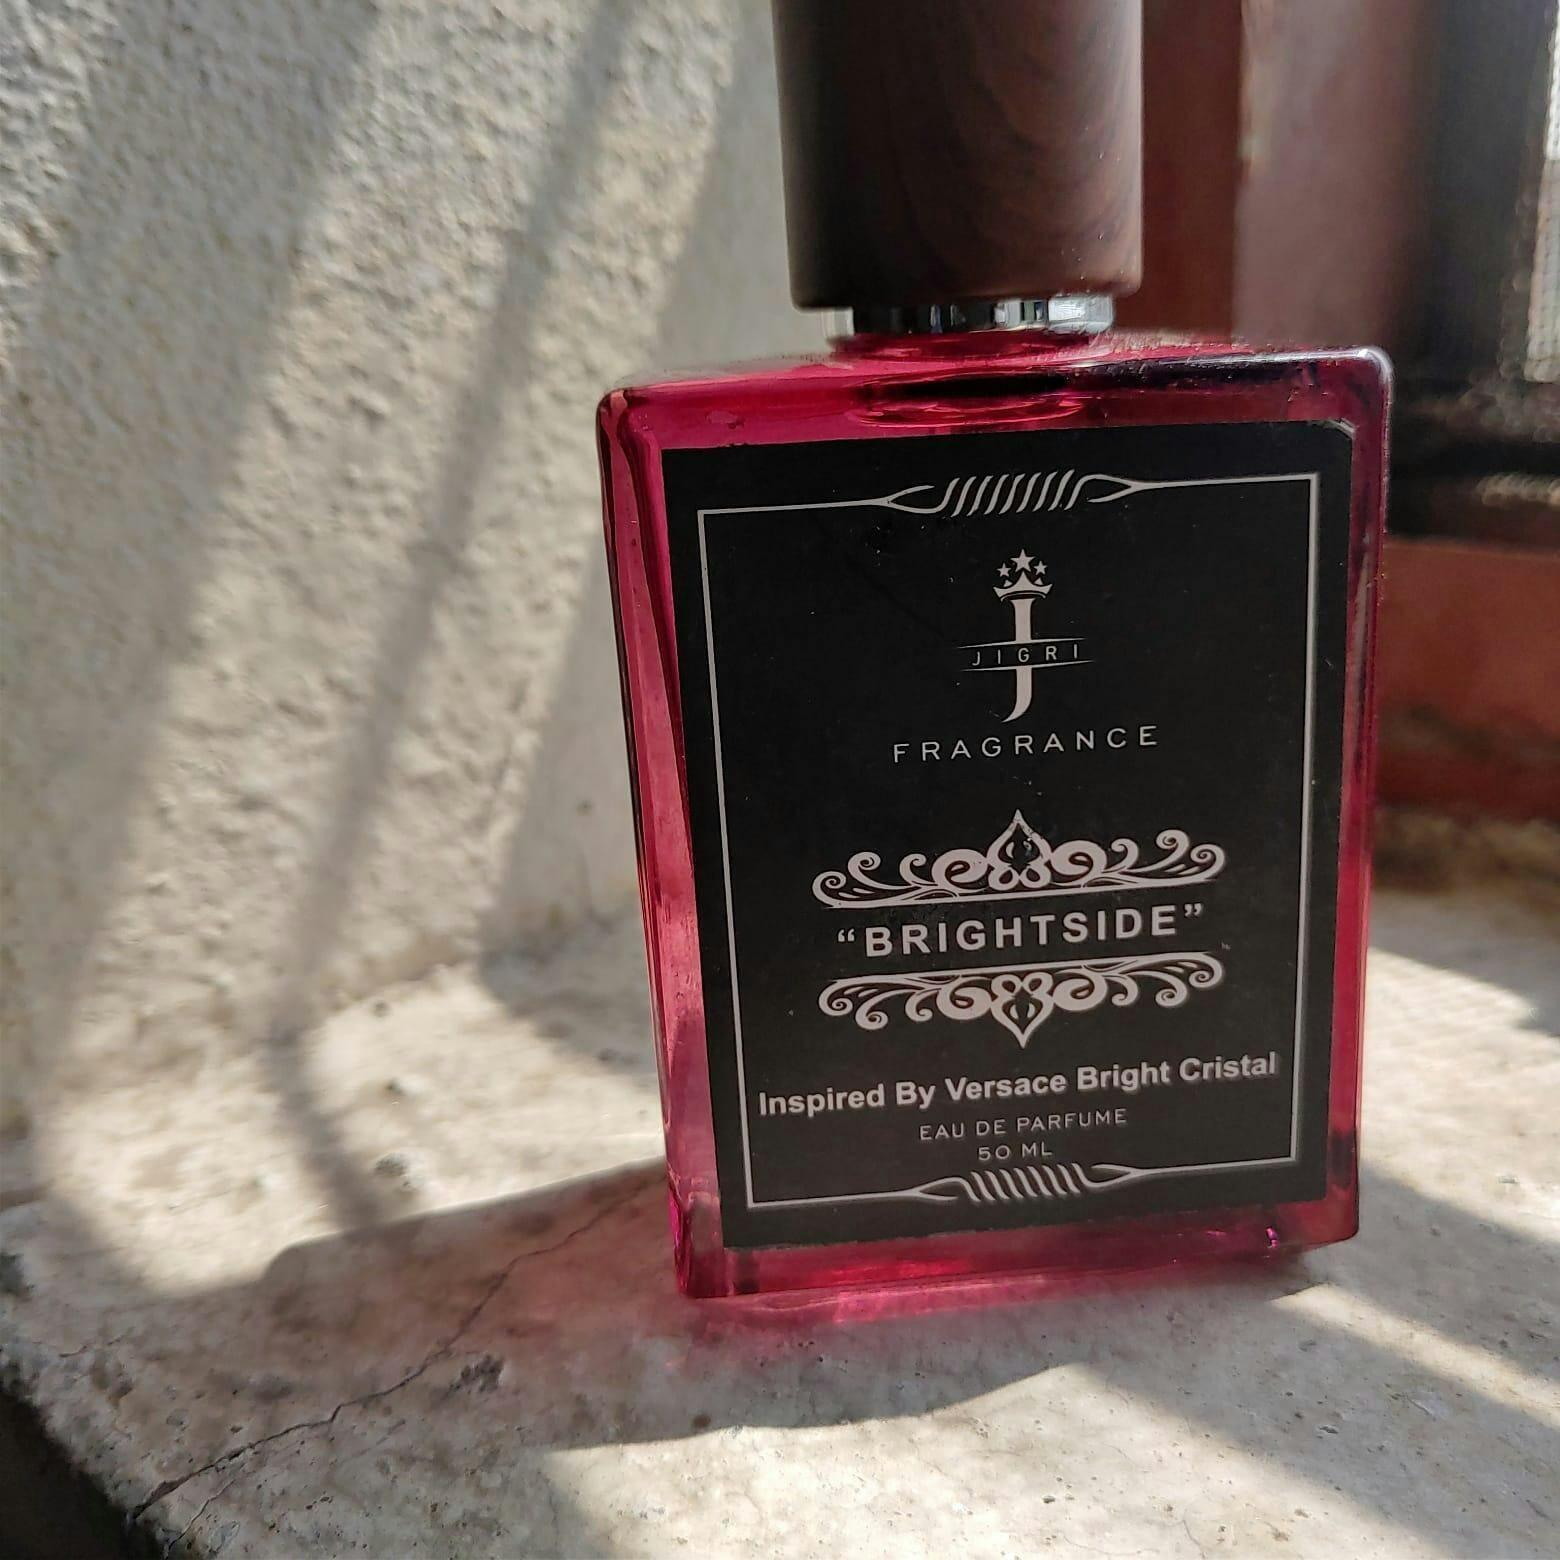 JIGRI
FRAGRANCE
“BRIGHTSIDE”
Inspired By Versace Bright Cristal
EAU DE PARFUME
50 ML